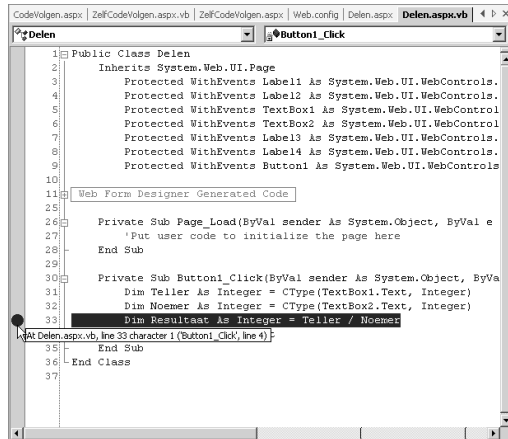 CodeVolgen.aspx | ZelfCodeVolgen.aspx.vb | ZelfCodeVolgen.aspx | Web.config | Delen.aspx | Delen.aspx.vb
Delen Button1_Click
1 Public Class Delen
2 Inherits System.Web.UI.Page
3 Protected WithEvents Label1 As System.Web.UI.WebControls.
4 Protected WithEvents Label2 As System.Web.UI.WebControls.
5 Protected WithEvents TextBox1 As System.Web.UI.WebControl
6 Protected WithEvents TextBox2 As System.Web.UI.WebControl
7 Protected WithEvents Label3 As System.Web.UI.WebControls.
8 Protected WithEvents Label4 As System.Web.UI.WebControls.
9 Protected WithEvents Button1 As System.Web.UI.WebControls
10
11 Web Form Designer Generated Code
25
26 Private Sub Page_Load(ByVal sender As System.Object, ByVal e
27 'Put user code to initialize the page here
28 End Sub
29
30 Private Sub Button1_Click(ByVal sender As System.Object, ByVa
31 Dim Teller As Integer = CType(TextBox1.Text, Integer)
32 Dim Noemer As Integer = CType(TextBox2.Text, Integer)
33 Dim Resultaat As Integer = Teller / Noemer
At Delen.aspx.vb, line 33 character 1 ('Button1_Click', line 4)
35 End Sub
36 End Class
37